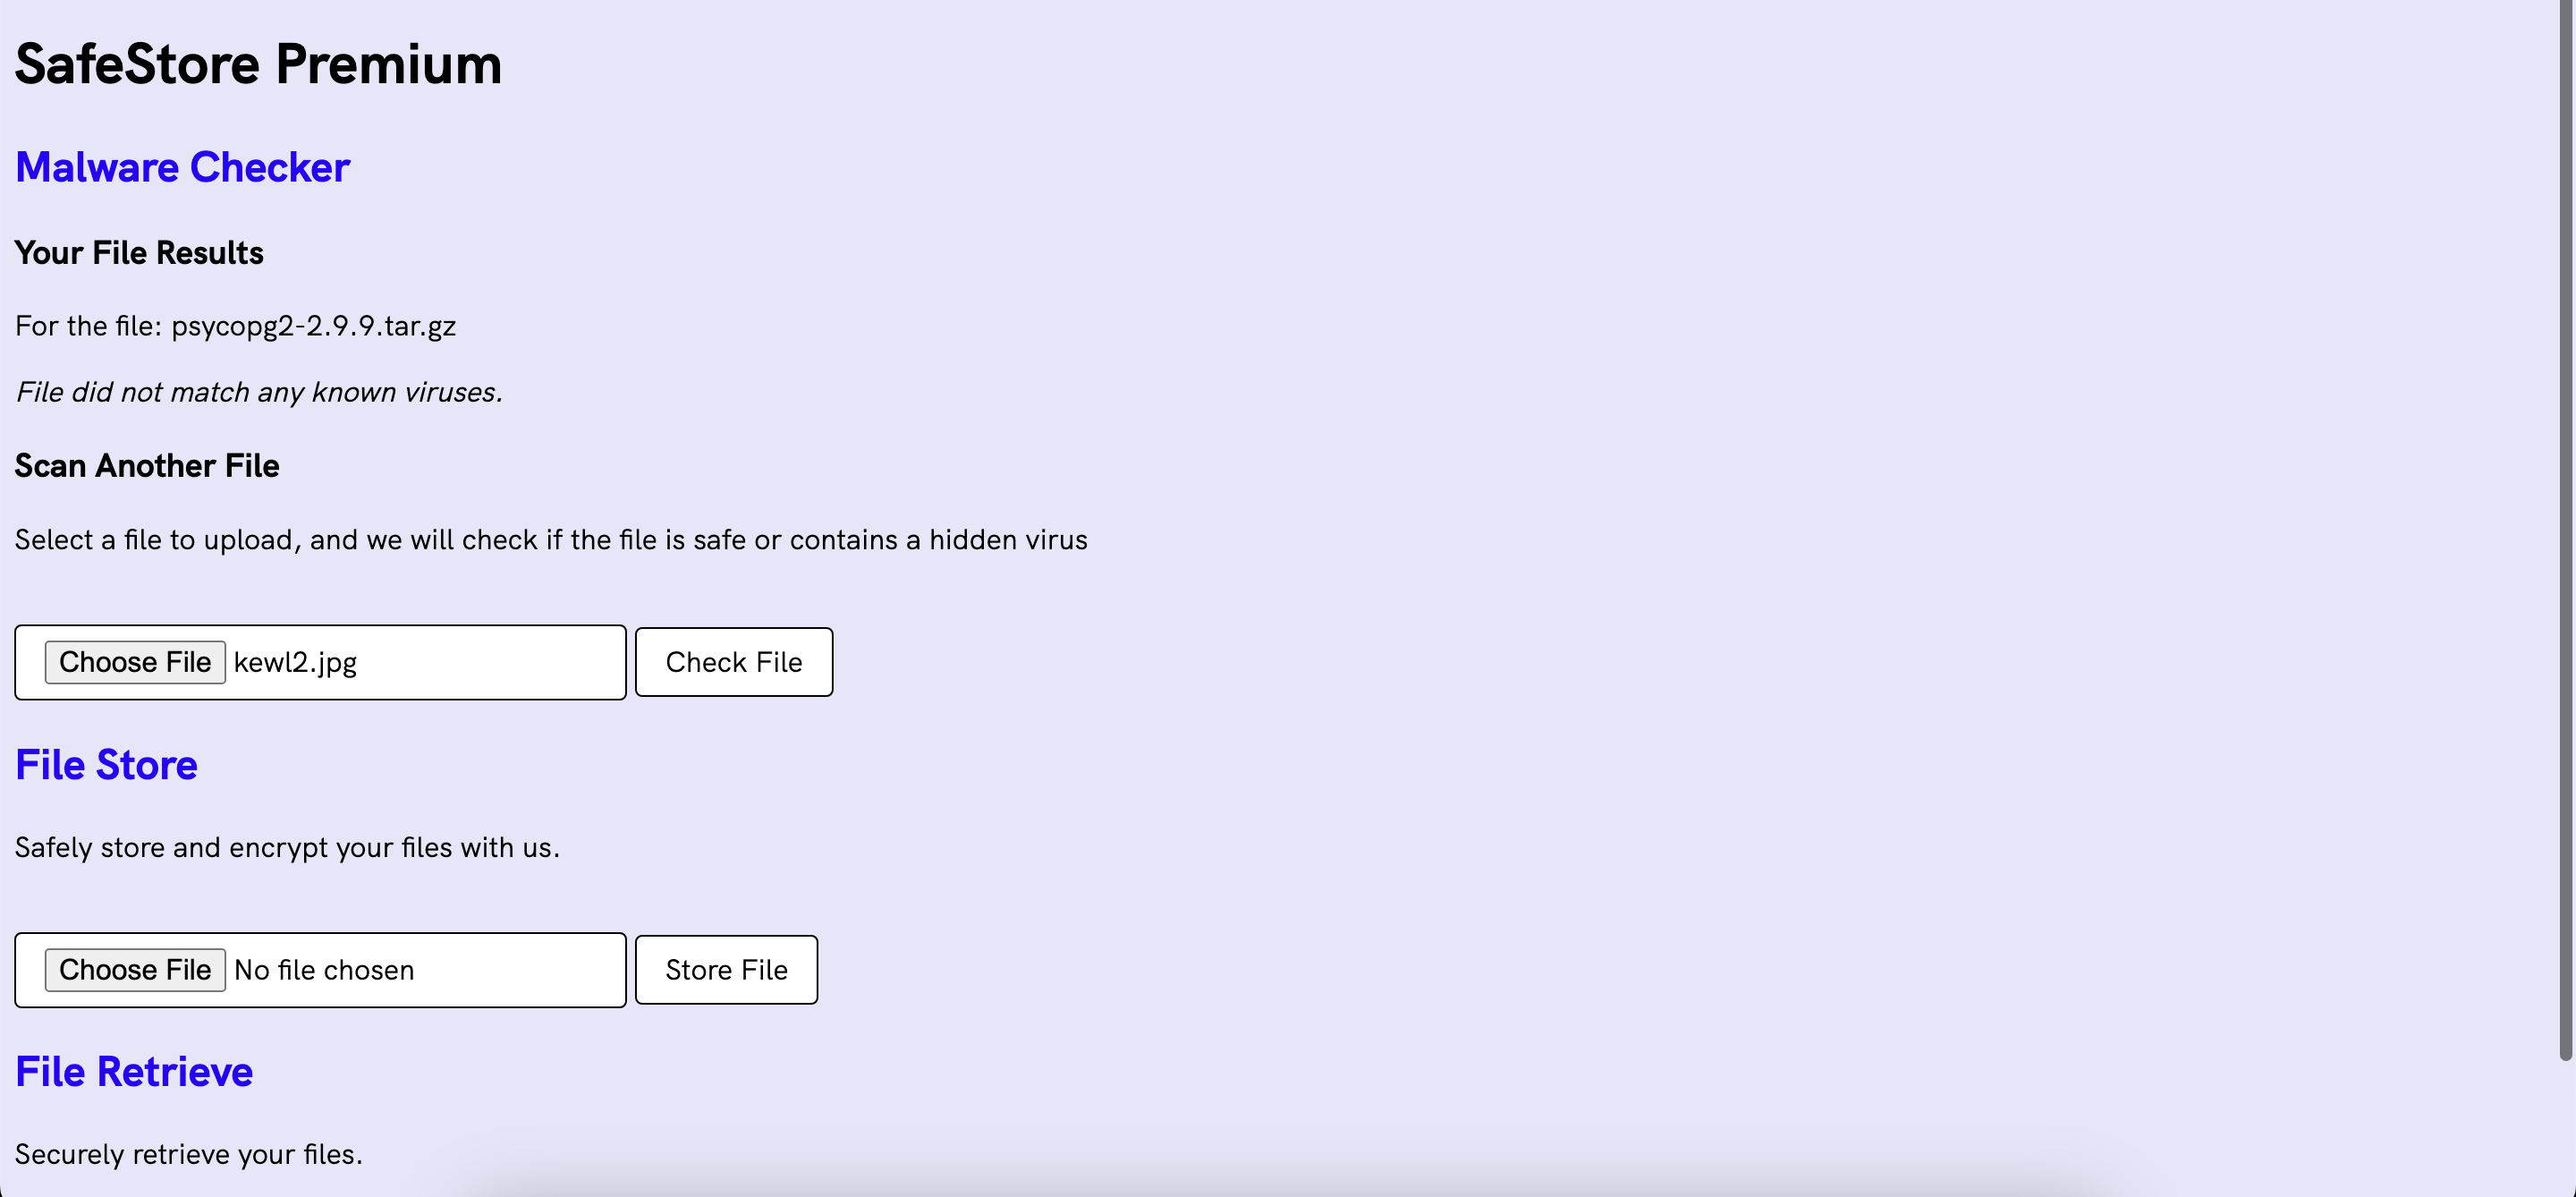 SafeStore Premium
Malware Checker
Your File Results
For the file: psycopg2-2.9.9.tar.gz
File did not match any known viruses.
Scan Another File
Select a file to upload, and we will check if the file is safe or contains a hidden virus
Choose File kewl2.jpg Check File
File Store
Safely store and encrypt your files with us.
Choose File No file chosen Store File
File Retrieve
Securely retrieve your files.